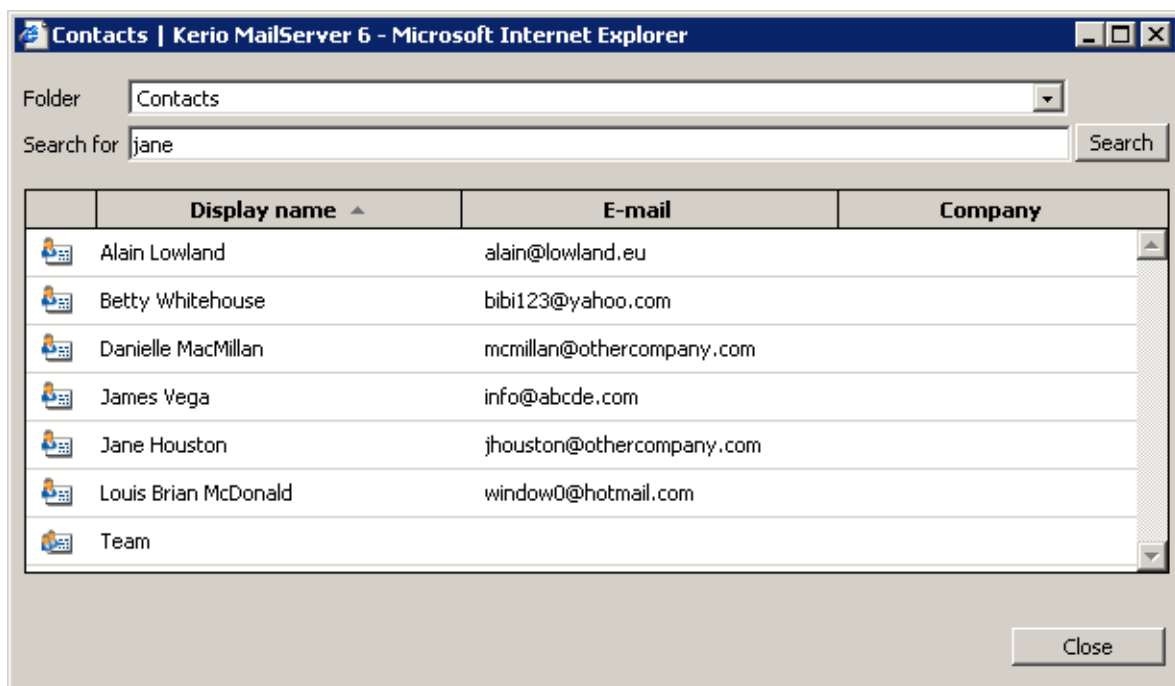 Contacts | Kerio MailServer 6 - Microsoft Internet Explorer
Folder Contacts
Search for jane Search
Display name E-mail Company
Alain Lowland alain@lowland.eu
Betty Whitehouse bibi123@yahoo.com
Danielle MacMillan mcmillan@othercompany.com
James Vega info@abcde.com
Jane Houston jhouston@othercompany.com
Louis Brian McDonald window0@hotmail.com
Team
Close